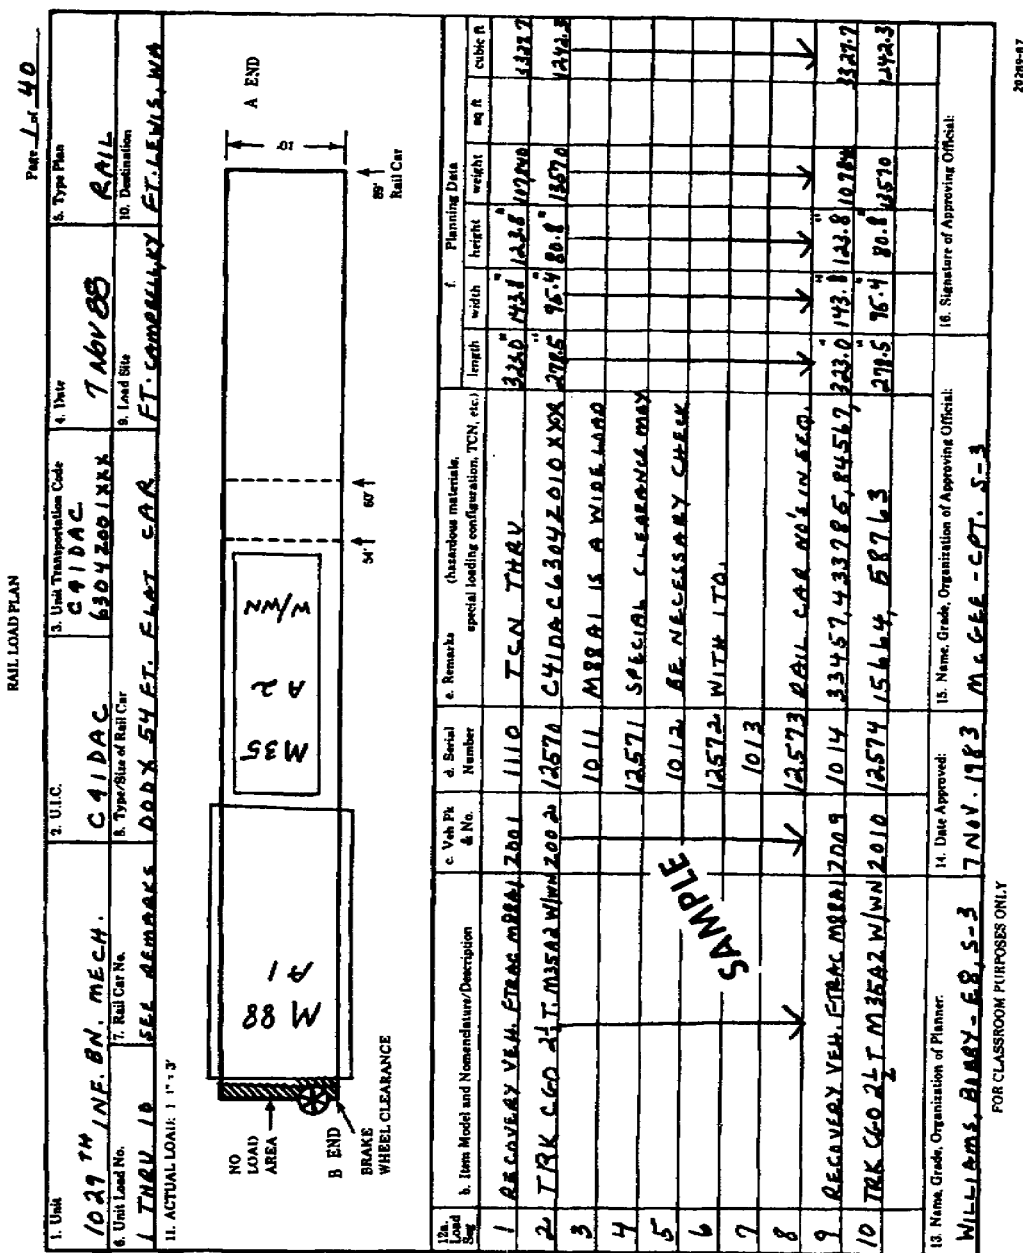 RAIL LOAD PLAN
Page 1 of 40
1. Unit
1029 TH INF. BN. MECH.
2. U.I.C.
C41DAC
3. Unit Transportation Code
C41DAC
63042001XXX
4. Date
7 NOV 88
5. Type Plan
RAIL
6. Unit Load No.
1 THRU 10
7. Rail Car No.
SEE REMARKS
8. Type/Size of Rail Car
DODX 54 FT. FLAT CAR
9. Load Site
FT. CAMPBELL, KY
10. Destination
FT. LEWIS, WA
11. ACTUAL LOAD: 1 1" = 3'
NO
LOAD
AREA
B END
BRAKE
WHEEL CLEARANCE
M 88
A1
M35
A2
W/WN
54'
60'
89'
Rail Car
10'
A END
12a. Load Seg
b. Item Model and Nomenclature/Description
c. Veh Pk & No.
d. Serial Number
e. Remarks (hazardous materials, special loading configuration, TCN, etc.)
f. Planning Data
length width height weight sq ft cubic ft
1 RECOVERY VEH. FTRAC M88A1 2001 1110 TCN THRU 323.0" 143.8" 123.8" 107840 3327.7
2 TRK CGO 2½T. M35A2 W/WN 2002 12570 C41DAC63042010XXX 278.5" 95.4" 80.8" 13570 1242.3
3 1011 M88A1 IS A WIDE LOAD
4 12571 SPECIAL CLEARANCE MAY
5 1012 BE NECESSARY CHECK
6 12572 WITH ITO.
7 1013
8 12573 RAIL CAR NO'S IN SEQ.
9 RECOVERY VEH. FTRAC M88A1 2009 1014 33457, 433786, 84567, 323.0" 143.8" 123.8" 107840 3327.7
10 TRK CGO 2½T M35A2 W/WN 2010 12574 15664, 58763 278.5 95.4" 80.8" 13570 1242.3
SAMPLE
13. Name, Grade, Organization of Planner.
WILLIAMS, BOBBY - E8, S-3
14. Date Approved:
7 NOV. 1983
15. Name, Grade, Organization of Approving Official:
MCGEE - CPT. S-3
16. Signature of Approving Official:
FOR CLASSROOM PURPOSES ONLY
20289-87